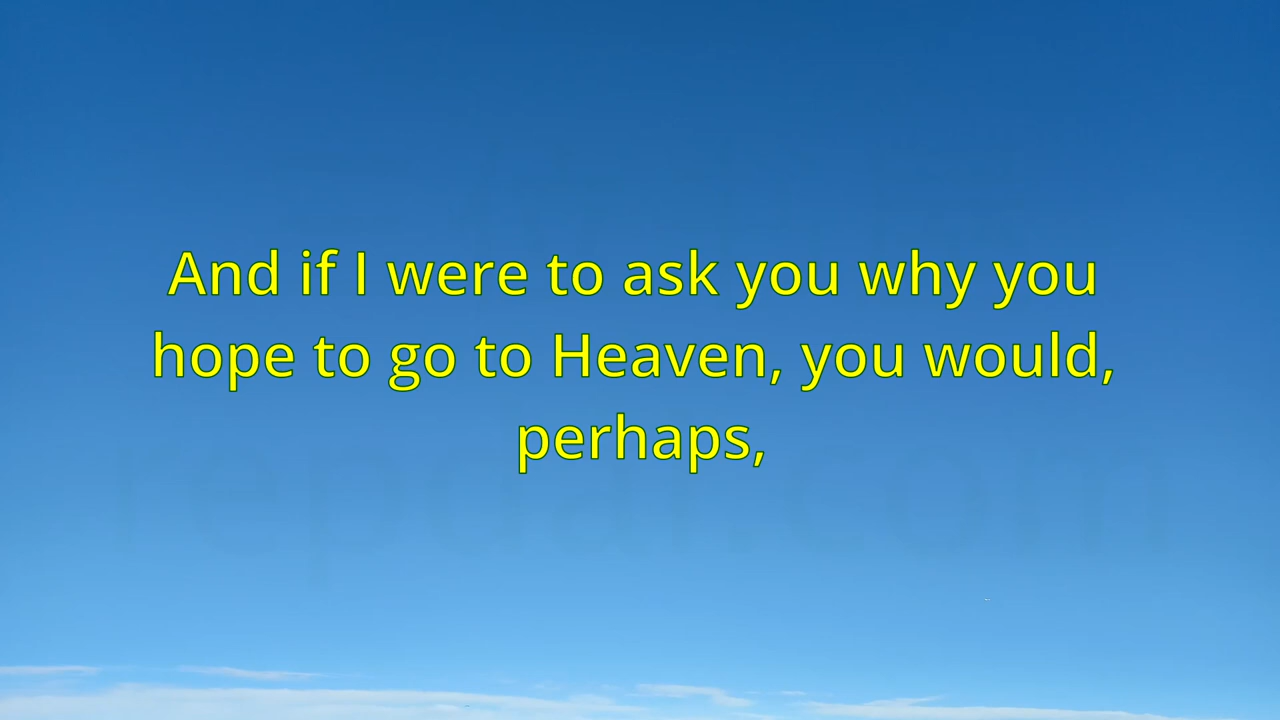 And if I were to ask you why you
hope to go to Heaven, you would,
perhaps,